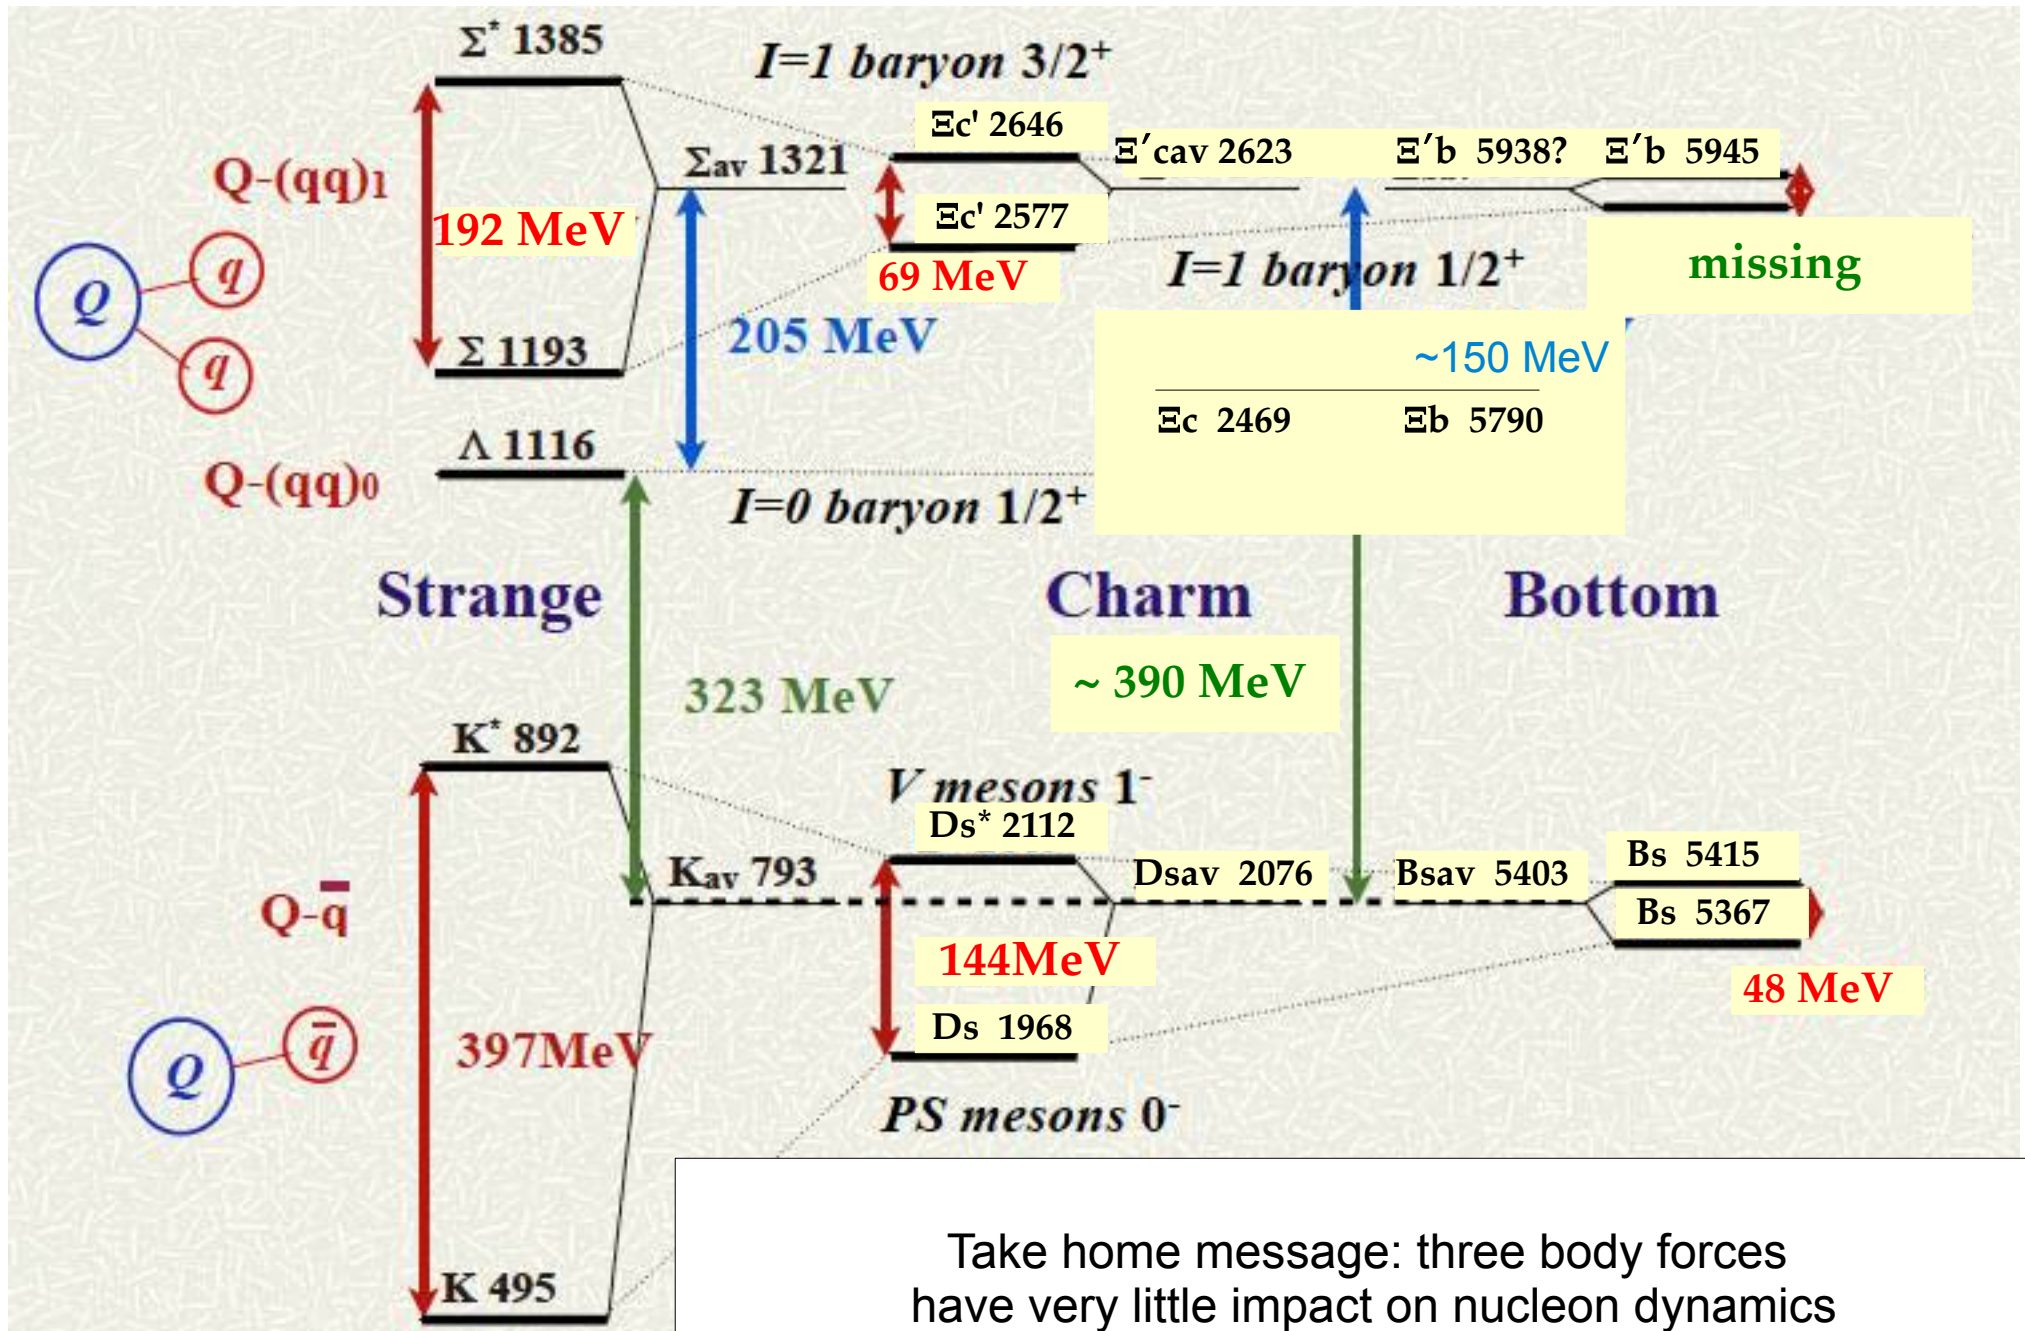 Σ* 1385
I=1 baryon 3/2⁺
Ξc' 2646
Σav 1321
Ξ′cav 2623
Ξ′b 5938?
Ξ′b 5945
Q-(qq)1
192 MeV
Ξc' 2577
q
Q
q
69 MeV
I=1 baryon 1/2⁺
missing
205 MeV
Σ 1193
~150 MeV
Ξc 2469
Ξb 5790
Λ 1116
Q-(qq)0
I=0 baryon 1/2⁺
Strange
Charm
Bottom
323 MeV
~ 390 MeV
K* 892
V mesons 1⁻
Ds* 2112
Kav 793
Dsav 2076
Bsav 5403
Bs 5415
Q-q̅
Bs 5367
144MeV
48 MeV
Ds 1968
397MeV
Q
q̅
PS mesons 0⁻
K 495
Take home message: three body forces
have very little impact on nucleon dynamics